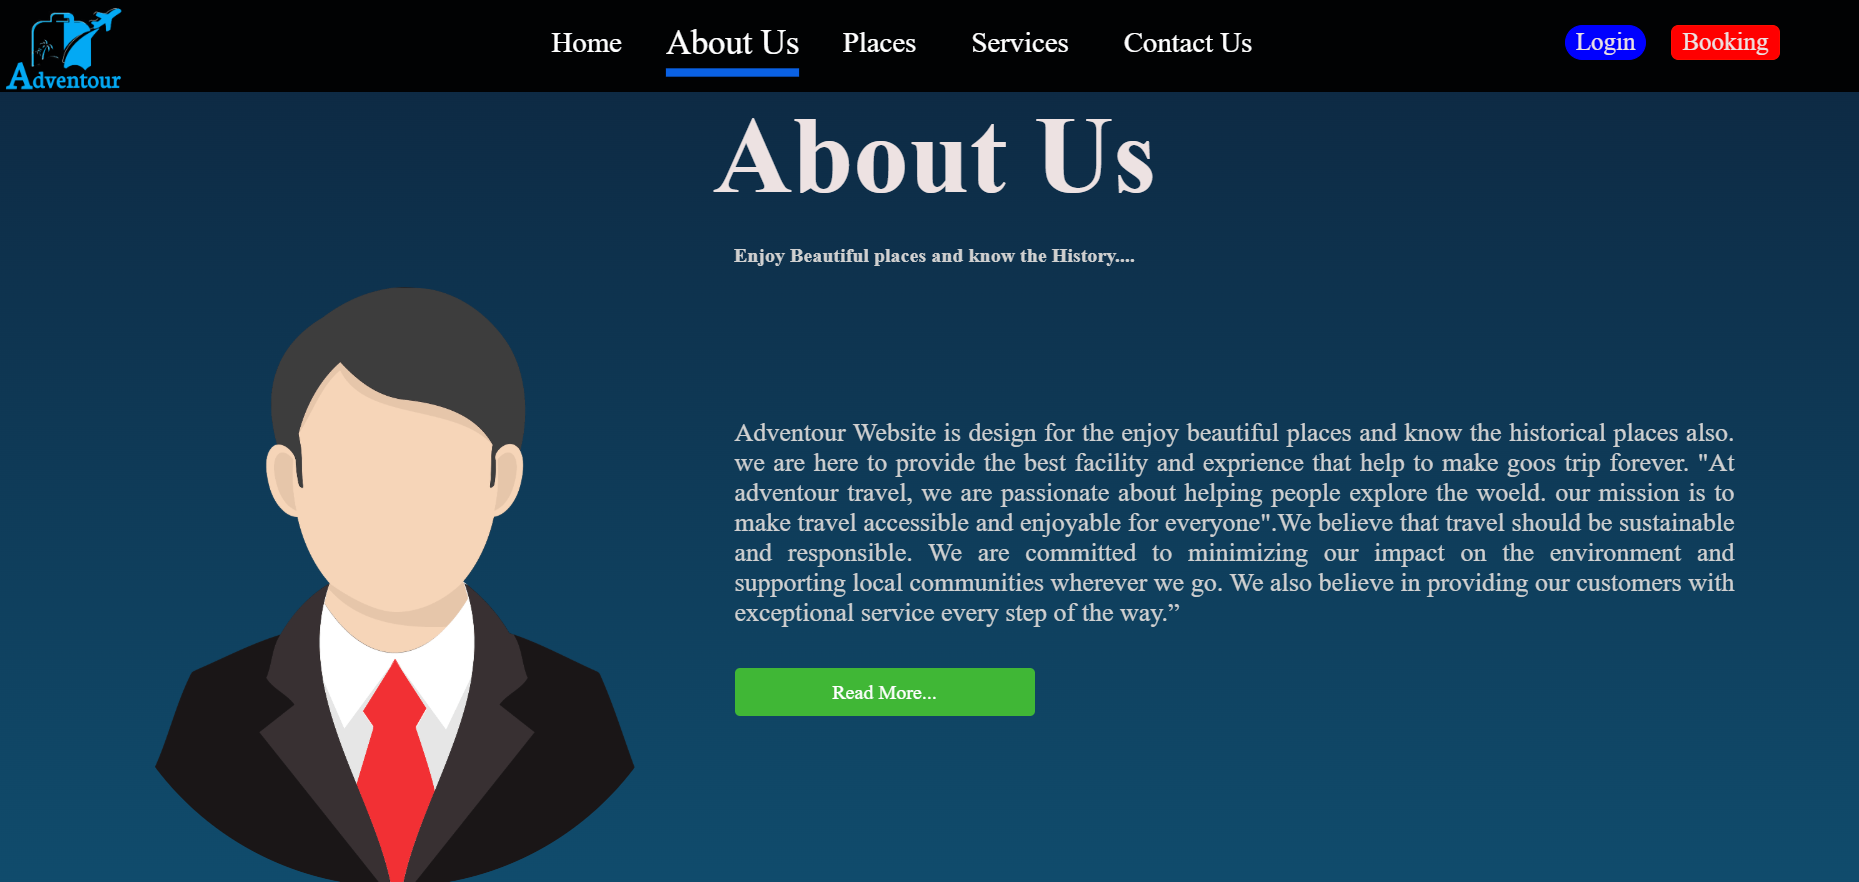 Adventour
Home
About Us
Places
Services
Contact Us
Login
Booking
About Us
Enjoy Beautiful places and know the History....
Adventour Website is design for the enjoy beautiful places and know the historical places also.
we are here to provide the best facility and exprience that help to make goos trip forever. "At
adventour travel, we are passionate about helping people explore the woeld. our mission is to
make travel accessible and enjoyable for everyone".We believe that travel should be sustainable
and responsible. We are committed to minimizing our impact on the environment and
supporting local communities wherever we go. We also believe in providing our customers with
exceptional service every step of the way.”
Read More...